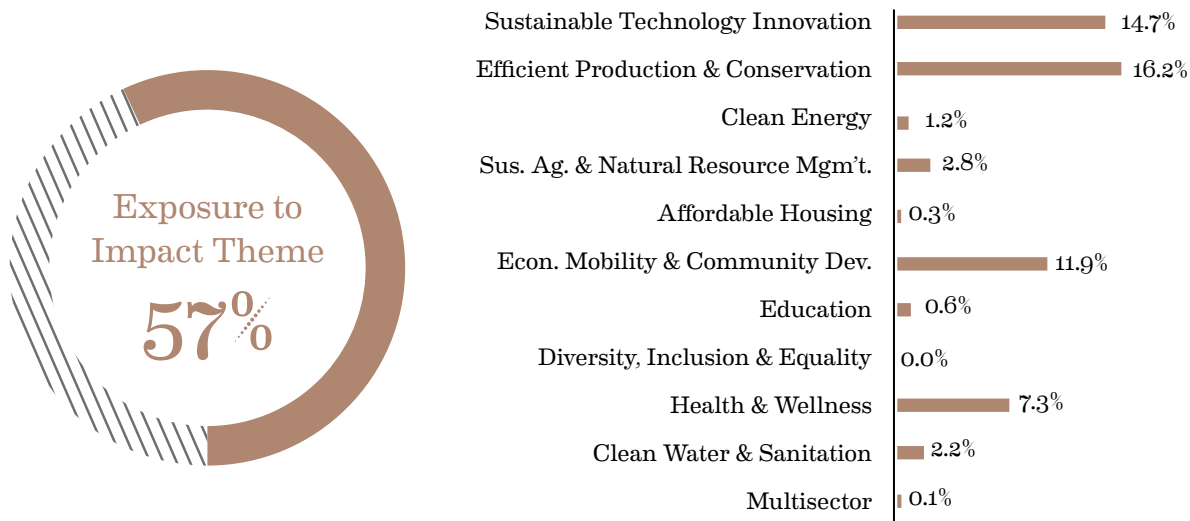 Exposure to
Impact Theme
57%
Sustainable Technology Innovation 14.7%
Efficient Production & Conservation 16.2%
Clean Energy 1.2%
Sus. Ag. & Natural Resource Mgm't. 2.8%
Affordable Housing 0.3%
Econ. Mobility & Community Dev. 11.9%
Education 0.6%
Diversity, Inclusion & Equality 0.0%
Health & Wellness 7.3%
Clean Water & Sanitation 2.2%
Multisector 0.1%